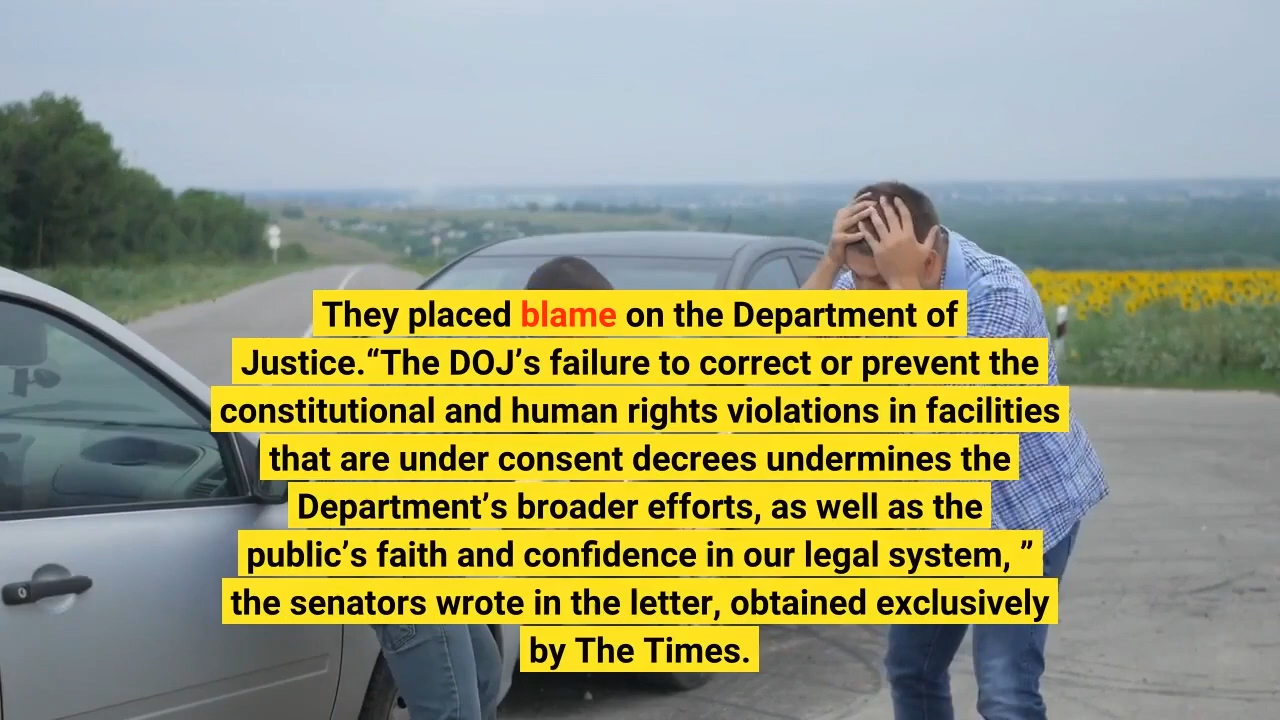 They placed blame on the Department of
Justice.“The DOJ’s failure to correct or prevent the
constitutional and human rights violations in facilities
that are under consent decrees undermines the
Department’s broader efforts, as well as the
public’s faith and confidence in our legal system, ”
the senators wrote in the letter, obtained exclusively
by The Times.